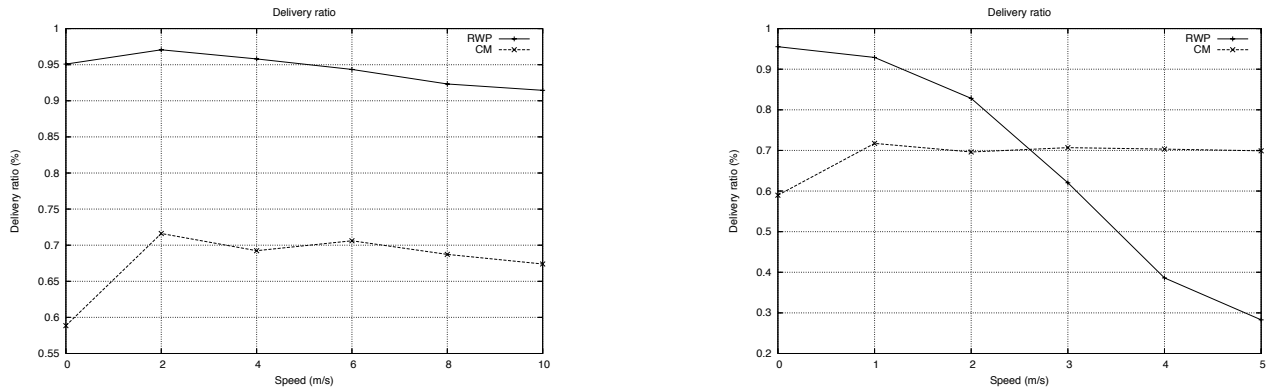 Delivery ratio
1
0.95
0.9
0.85
0.8
0.75
0.7
0.65
0.6
0.55
0 2 4 6 8 10
Delivery ratio (%)
Speed (m/s)
RWP
CM
Delivery ratio
1
0.9
0.8
0.7
0.6
0.5
0.4
0.3
0.2
0 1 2 3 4 5
Delivery ratio (%)
Speed (m/s)
RWP
CM